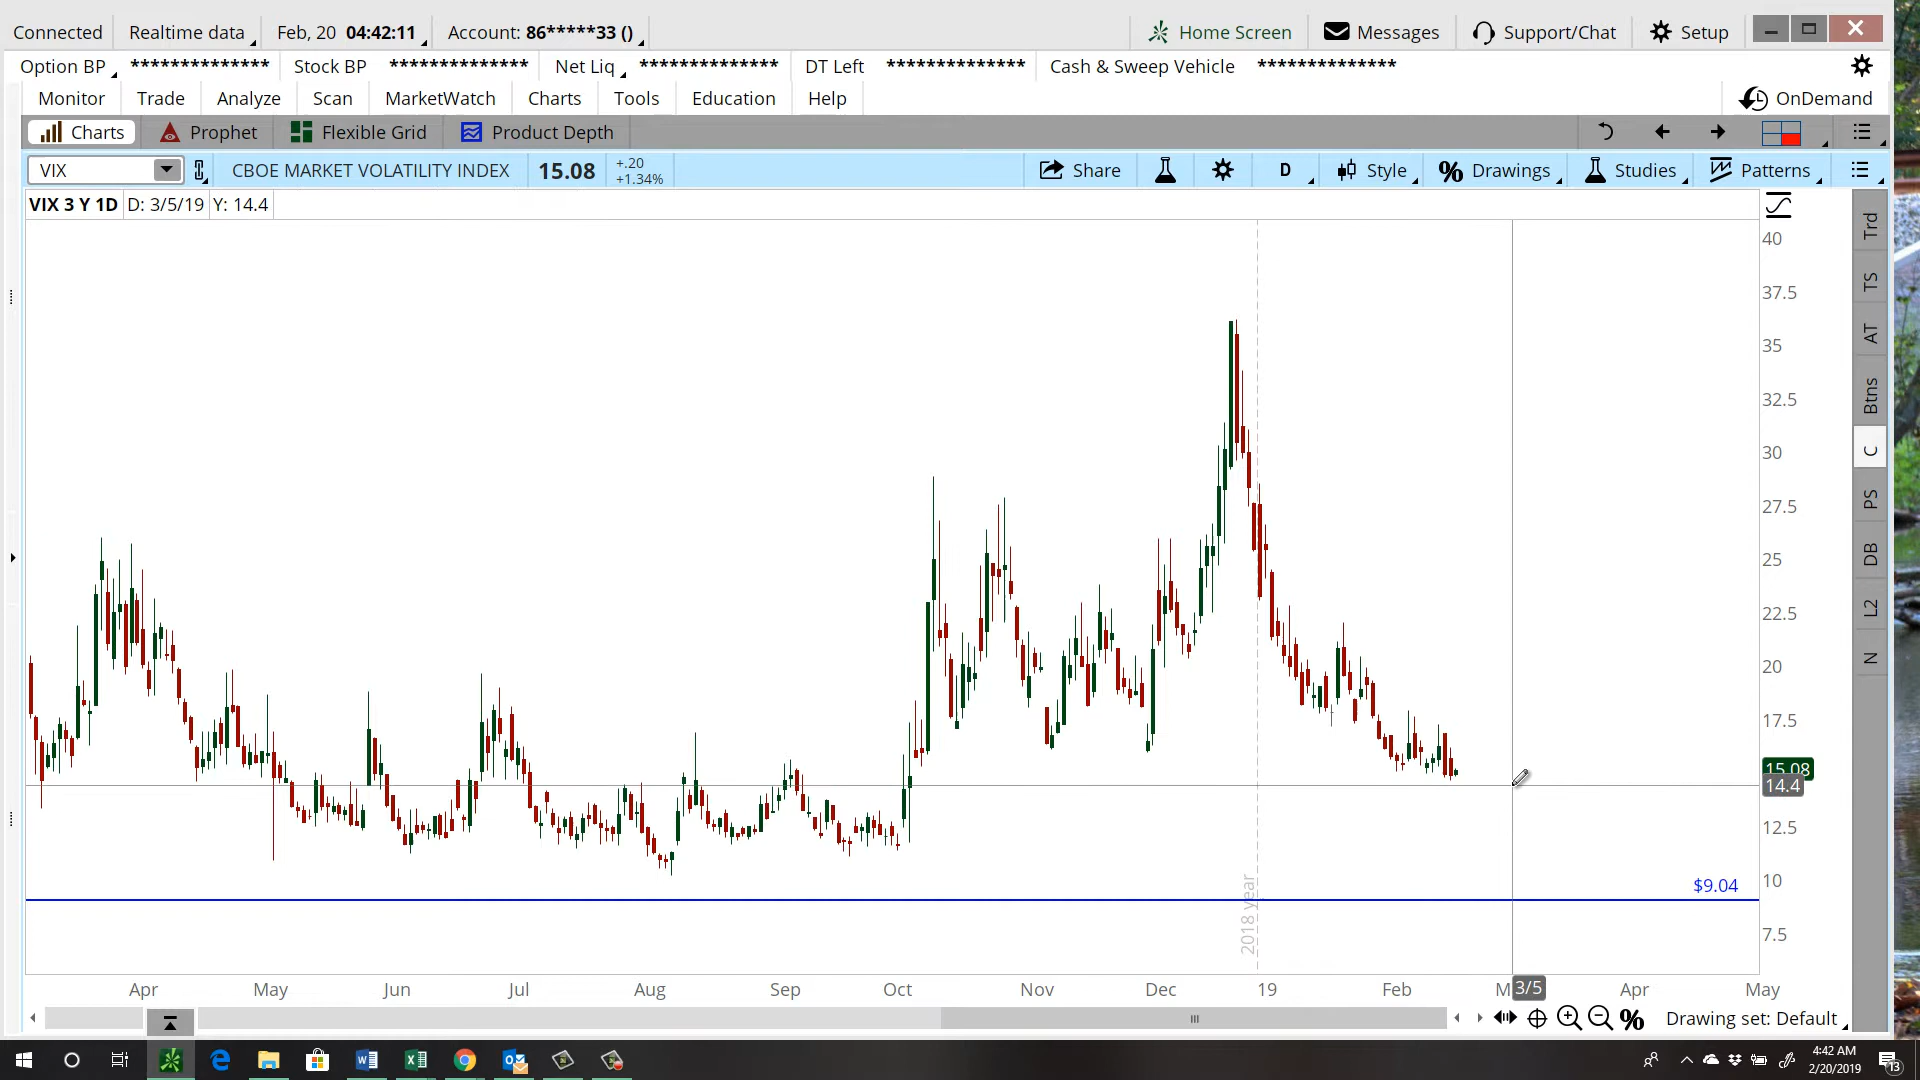 Connected Realtime data Feb, 20 04:42:11 Account: 86*****33 () Home Screen Messages Support/Chat Setup
Option BP ************** Stock BP ************** Net Liq ************** DT Left ************** Cash & Sweep Vehicle **************
Monitor Trade Analyze Scan MarketWatch Charts Tools Education Help OnDemand
Charts Prophet Flexible Grid Product Depth
VIX CBOE MARKET VOLATILITY INDEX 15.08 +.20 +1.34% Share D Style Drawings Studies Patterns
VIX 3 Y 1D D: 3/5/19 Y: 14.4
40
37.5
35
32.5
30
27.5
25
22.5
20
17.5
15.08
14.4
12.5
10
$9.04
7.5
2018 year
Trd
TS
AT
Btns
C
PS
DB
L2
N
Apr May Jun Jul Aug Sep Oct Nov Dec 19 Feb M 3/5 Apr May
Drawing set: Default
4:42 AM
2/20/2019
13